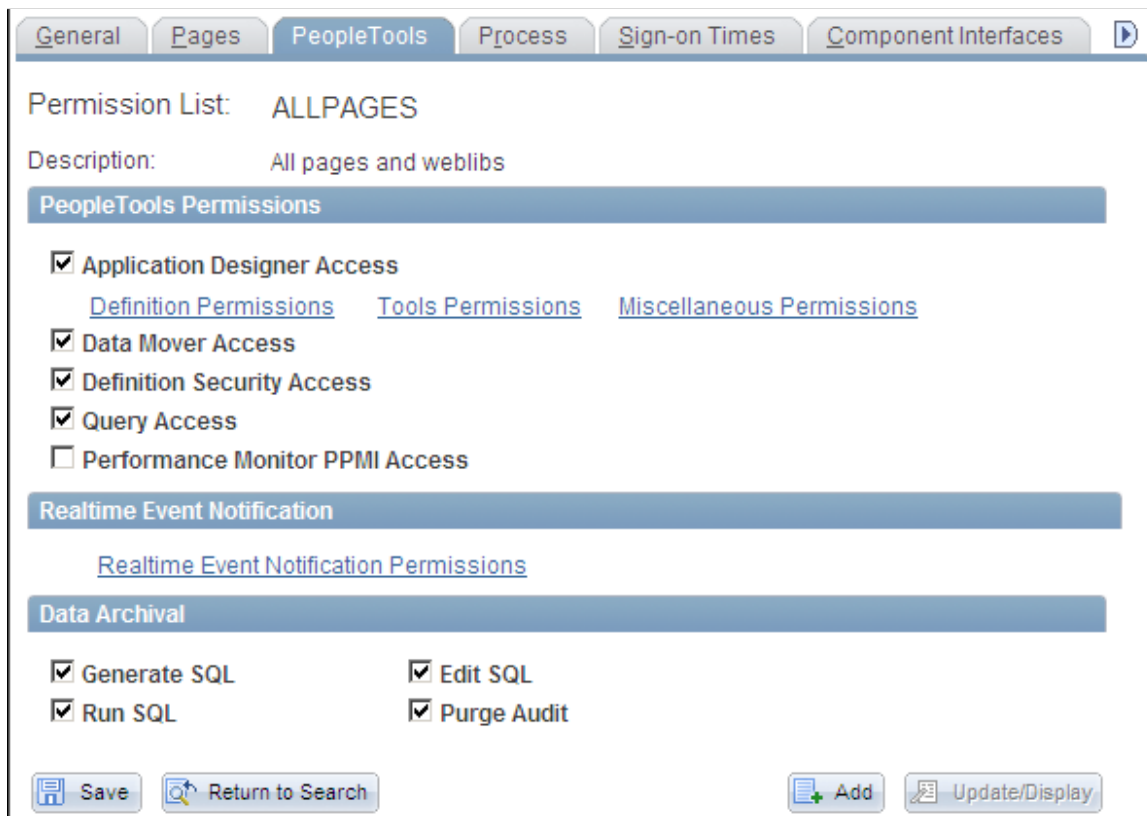 General Pages PeopleTools Process Sign-on Times Component Interfaces
Permission List: ALLPAGES
Description: All pages and weblibs
PeopleTools Permissions
Application Designer Access
Definition Permissions Tools Permissions Miscellaneous Permissions
Data Mover Access
Definition Security Access
Query Access
Performance Monitor PPMI Access
Realtime Event Notification
Realtime Event Notification Permissions
Data Archival
Generate SQL Edit SQL
Run SQL Purge Audit
Save Return to Search Add Update/Display